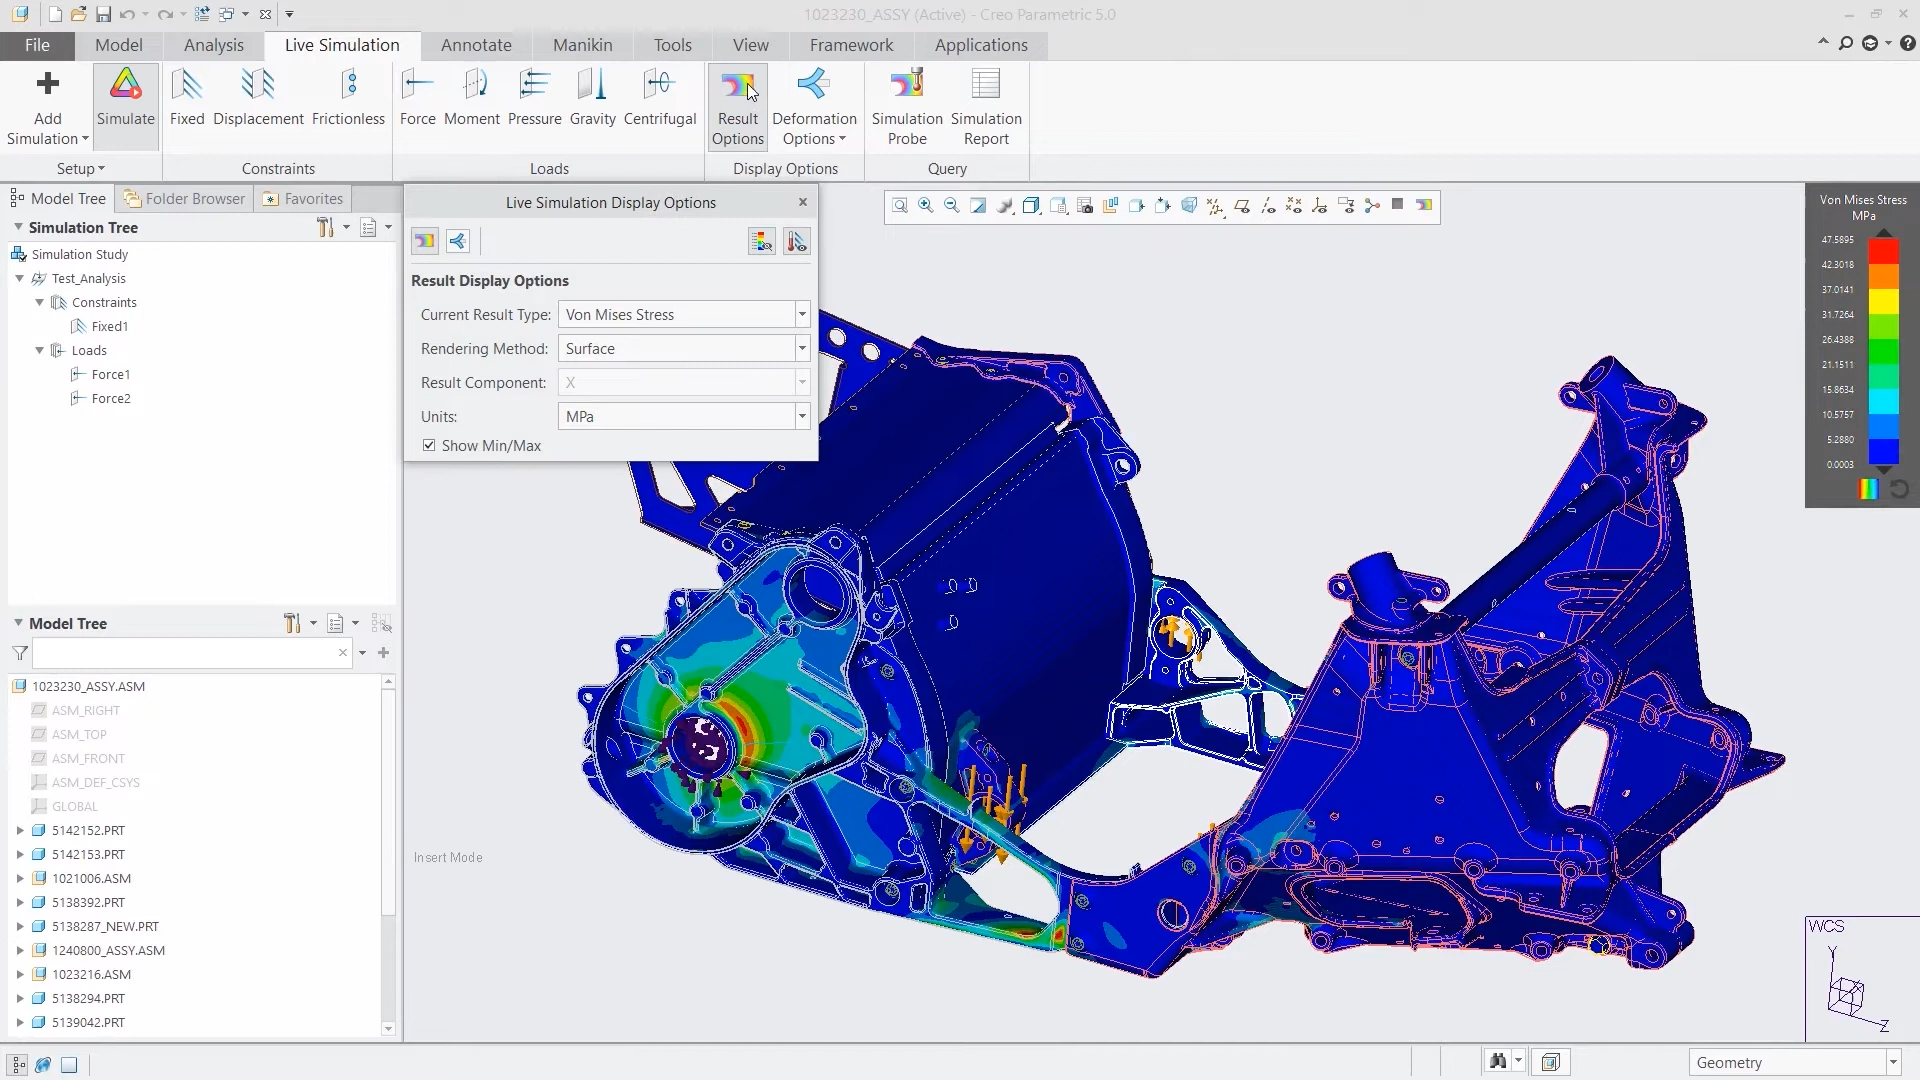 1023230_ASSY (Active) - Creo Parametric 5.0
File
Model
Analysis
Live Simulation
Annotate
Manikin
Tools
View
Framework
Applications
Add
Simulation
Simulate
Fixed
Displacement
Frictionless
Force
Moment
Pressure
Gravity
Centrifugal
Result
Options
Deformation
Options
Simulation
Probe
Simulation
Report
Setup
Constraints
Loads
Display Options
Query
Model Tree
Folder Browser
Favorites
Simulation Tree
Simulation Study
Test_Analysis
Constraints
Fixed1
Loads
Force1
Force2
Live Simulation Display Options
Result Display Options
Current Result Type: Von Mises Stress
Rendering Method: Surface
Result Component: X
Units: MPa
Show Min/Max
Von Mises Stress
MPa
47.5895
42.3018
37.0141
31.7264
26.4388
21.1511
15.8634
10.5757
5.2880
0.0003
Model Tree
1023230_ASSY.ASM
ASM_RIGHT
ASM_TOP
ASM_FRONT
ASM_DEF_CSYS
GLOBAL
5142152.PRT
5142153.PRT
1021006.ASM
5138392.PRT
5138287_NEW.PRT
1240800_ASSY.ASM
1023216.ASM
5138294.PRT
5139042.PRT
Insert Mode
WCS
Y
Z
Geometry